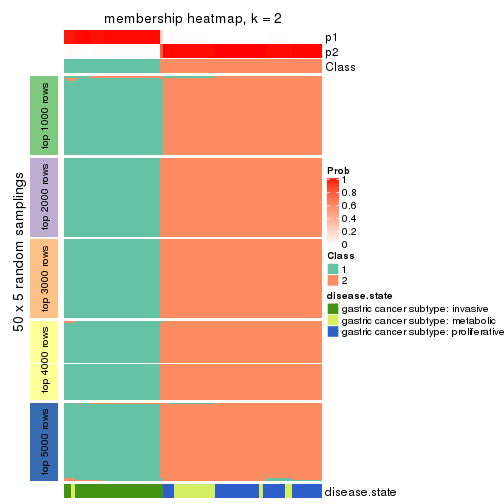 membership heatmap, k = 2
p1
p2
Class
50 x 5 random samplings
top 1000 rows
top 2000 rows
top 3000 rows
top 4000 rows
top 5000 rows
Prob
1
0.8
0.6
0.4
0.2
0
Class
1
2
disease.state
gastric cancer subtype: invasive
gastric cancer subtype: metabolic
gastric cancer subtype: proliferative
disease.state